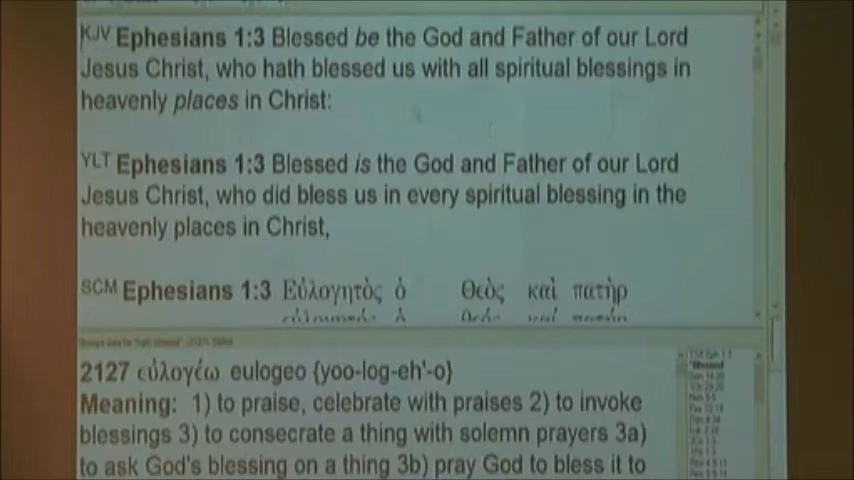 KJV Ephesians 1:3 Blessed be the God and Father of our Lord
Jesus Christ, who hath blessed us with all spiritual blessings in
heavenly places in Christ:
YLT Ephesians 1:3 Blessed is the God and Father of our Lord
Jesus Christ, who did bless us in every spiritual blessing in the
heavenly places in Christ,
SCM Ephesians 1:3 Εὐλογητὸς ὁ Θεὸς καὶ πατὴρ
2127 εὐλογέω eulogeo {yoo-log-eh'-o}
Meaning: 1) to praise, celebrate with praises 2) to invoke
blessings 3) to consecrate a thing with solemn prayers 3a)
to ask God's blessing on a thing 3b) pray God to bless it to